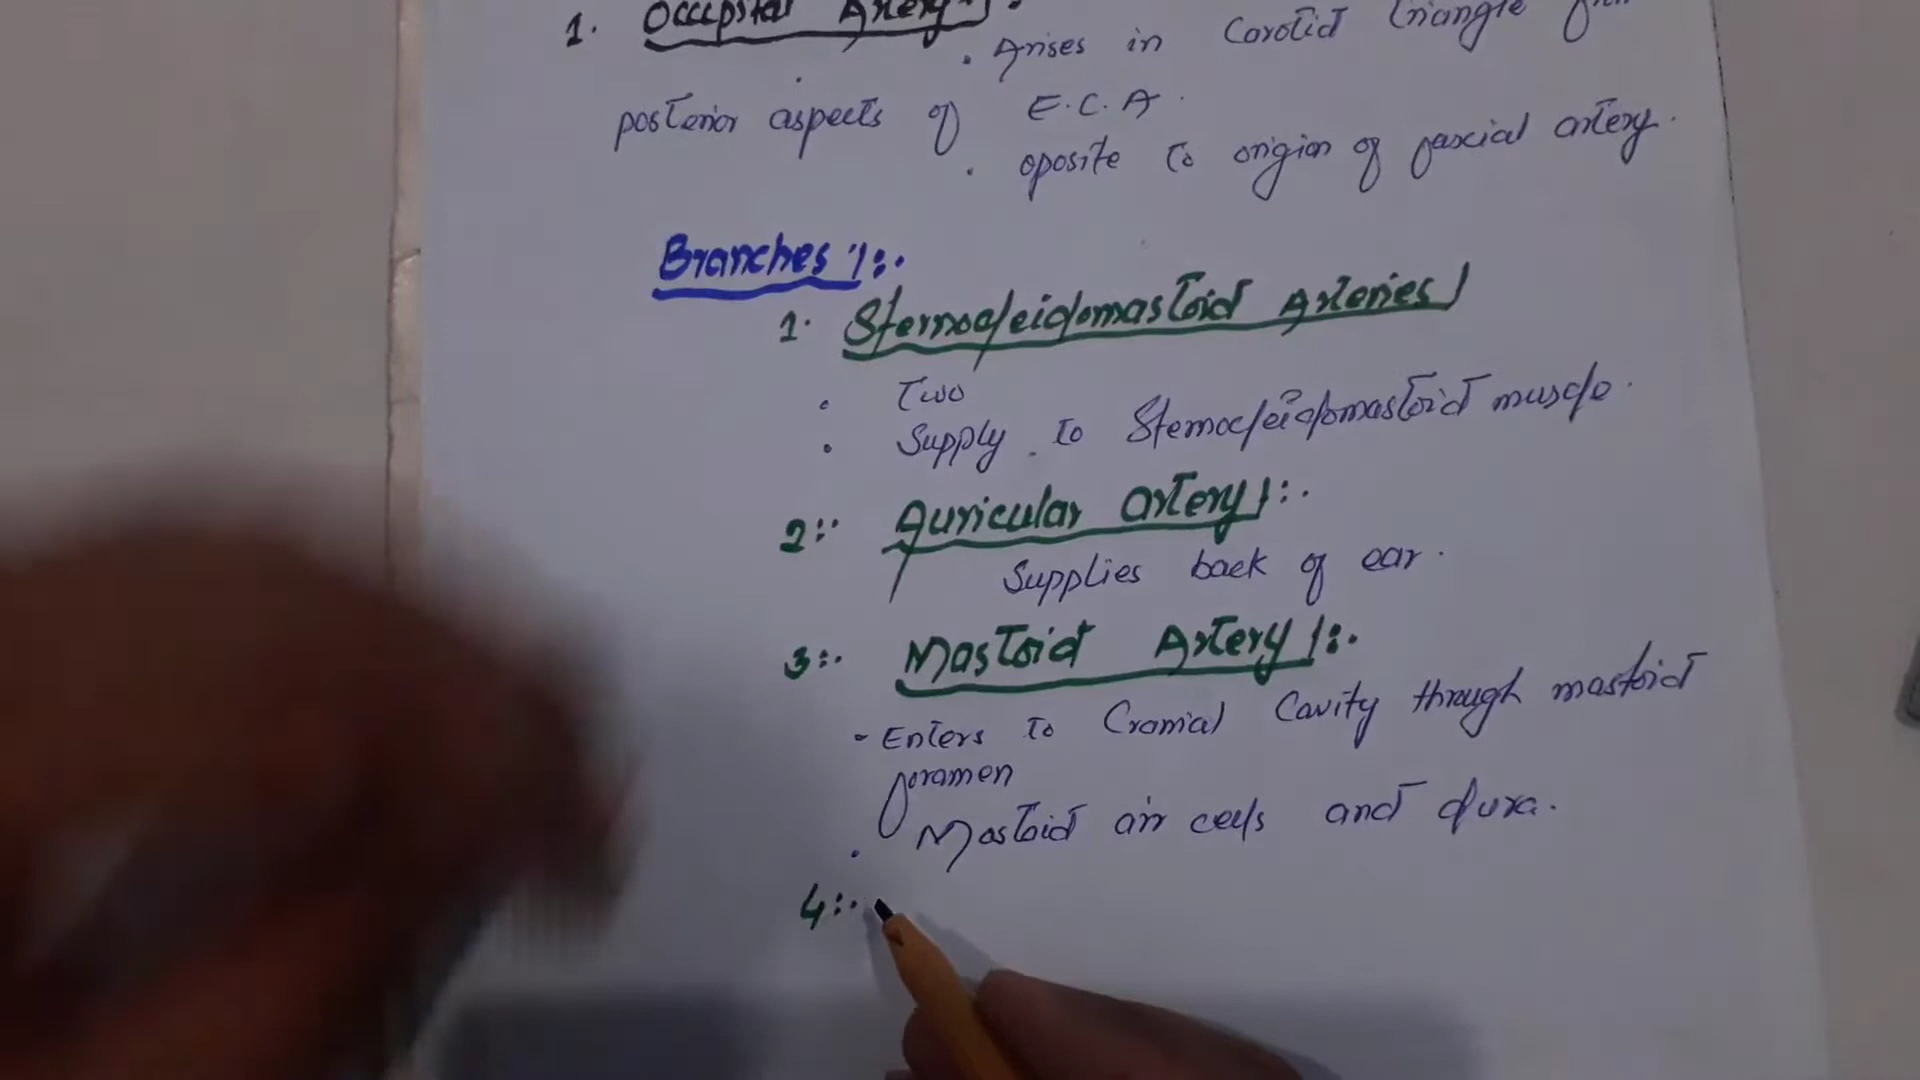 1. Occipital Artery:
• Arises in Carotid triangle from
posterior aspects of E.C.A.
• oposite to origion of fascial artery.
Branches :-
1. Sternocleidomastoid Arteries
• Two
• Supply to Sternocleidomastoid muscle.
2:- Auricular artery:-
Supplies back of ear.
3:- Mastoid Artery:-
- Enters to Cranial Cavity through mastoid
foramen
• Mastoid air cells and dura.
4:-